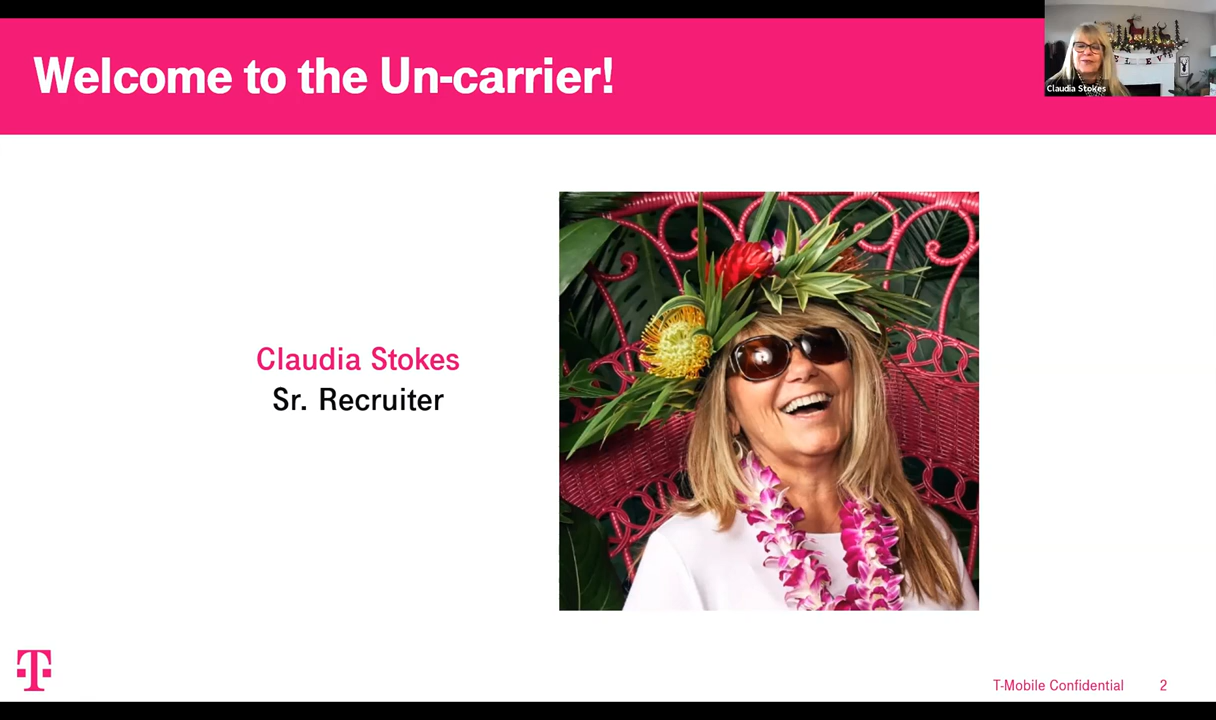 Welcome to the Un-carrier!
Claudia Stokes
Claudia Stokes
Sr. Recruiter
T-Mobile Confidential 2